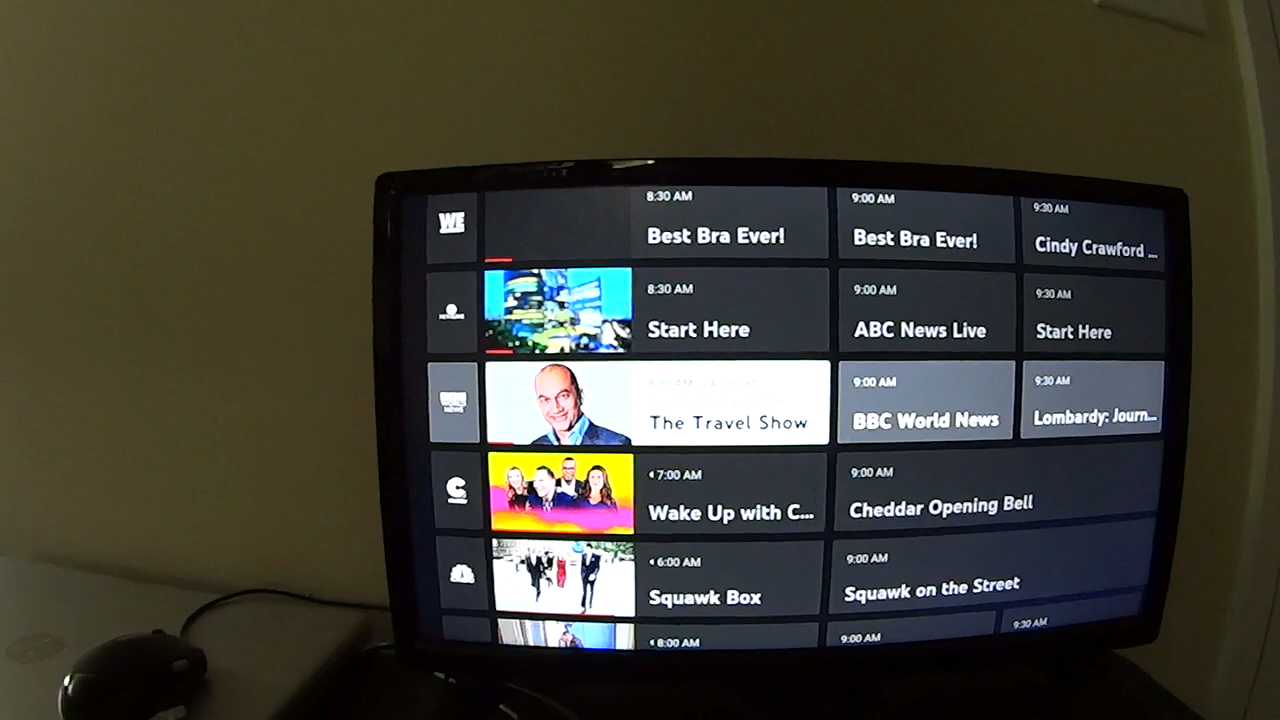 WE
8:30 AM
Best Bra Ever!
9:00 AM
Best Bra Ever!
9:30 AM
Cindy Crawford ...
8:30 AM
Start Here
9:00 AM
ABC News Live
9:30 AM
Start Here
NEWS
8:30 AM
The Travel Show
9:00 AM
BBC World News
9:30 AM
Lombardy: Journ...
7:00 AM
Wake Up with C...
9:00 AM
Cheddar Opening Bell
6:00 AM
Squawk Box
9:00 AM
Squawk on the Street
8:00 AM
9:00 AM
9:30 AM